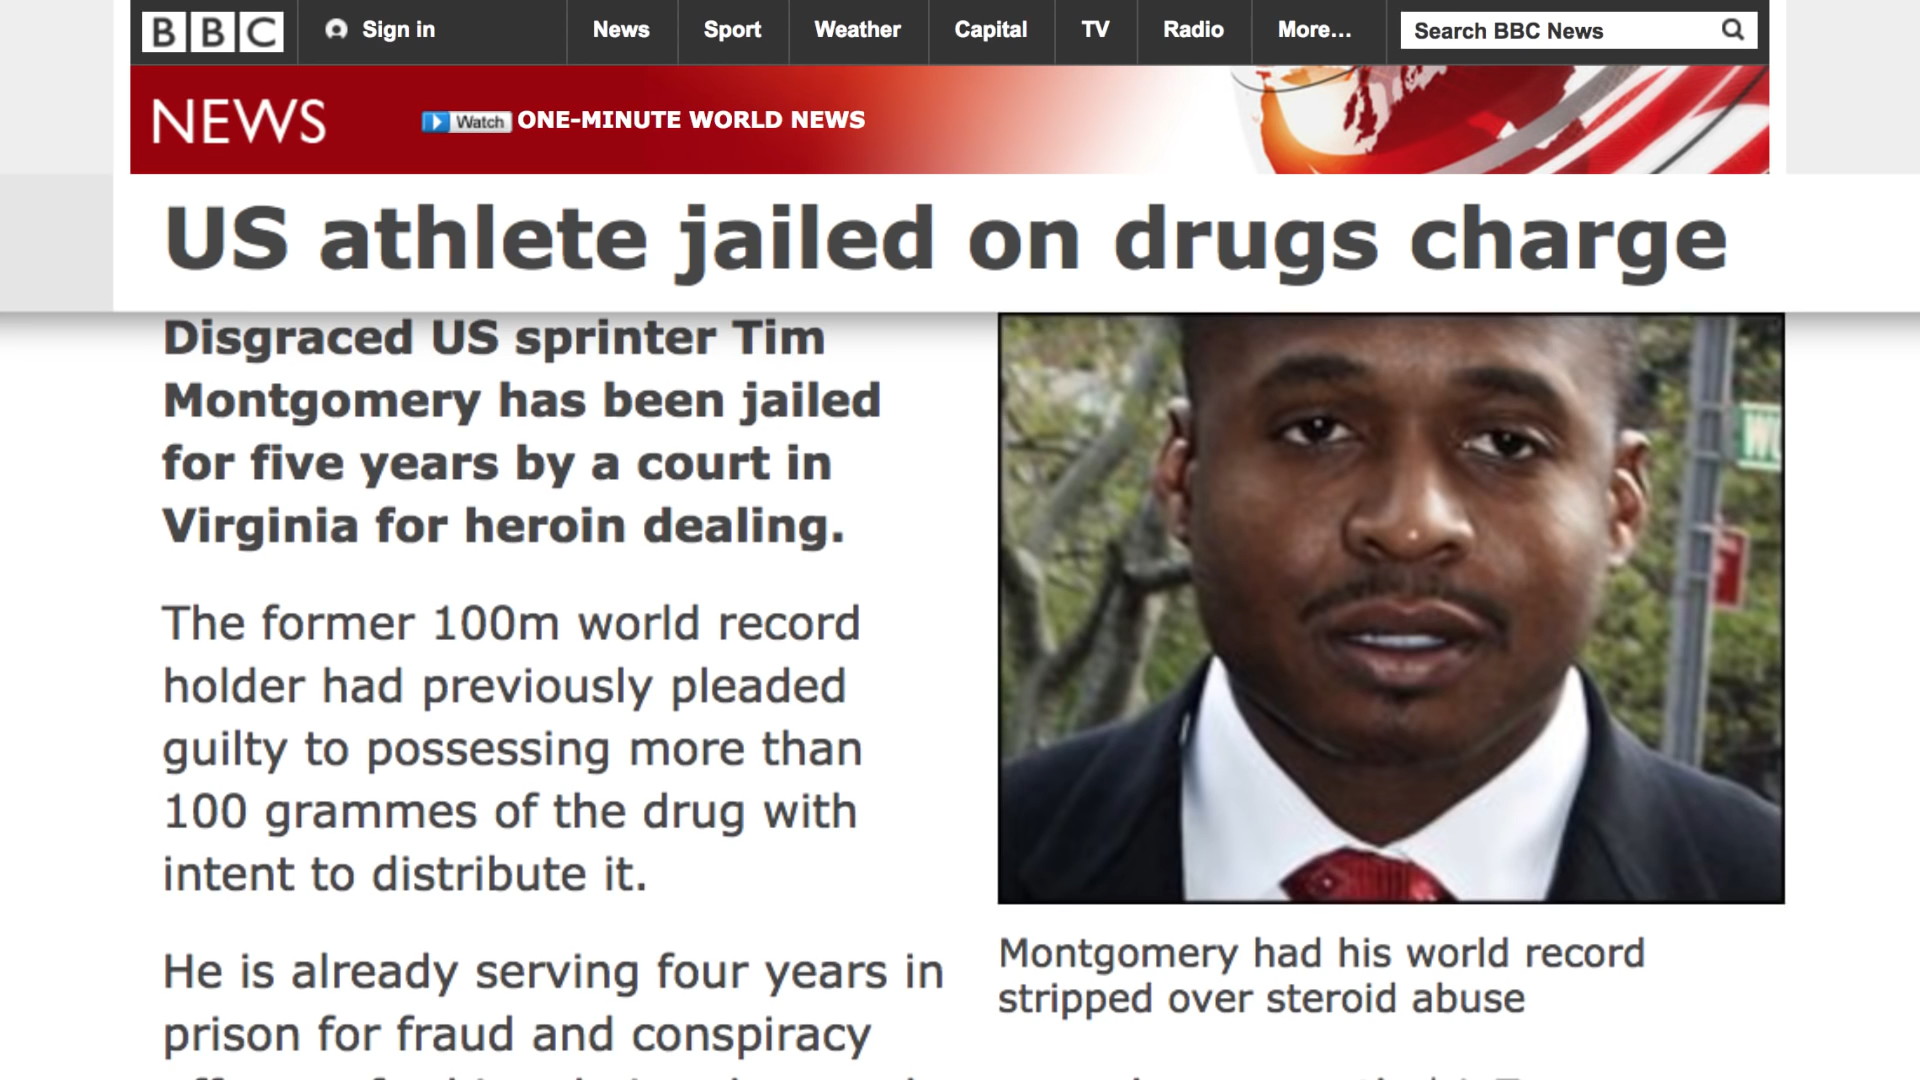 BBC
Sign in
News
Sport
Weather
Capital
TV
Radio
More...
Search BBC News
NEWS
Watch ONE-MINUTE WORLD NEWS
US athlete jailed on drugs charge
Disgraced US sprinter Tim
Montgomery has been jailed
for five years by a court in
Virginia for heroin dealing.
The former 100m world record
holder had previously pleaded
guilty to possessing more than
100 grammes of the drug with
intent to distribute it.
He is already serving four years in
prison for fraud and conspiracy
Montgomery had his world record
stripped over steroid abuse